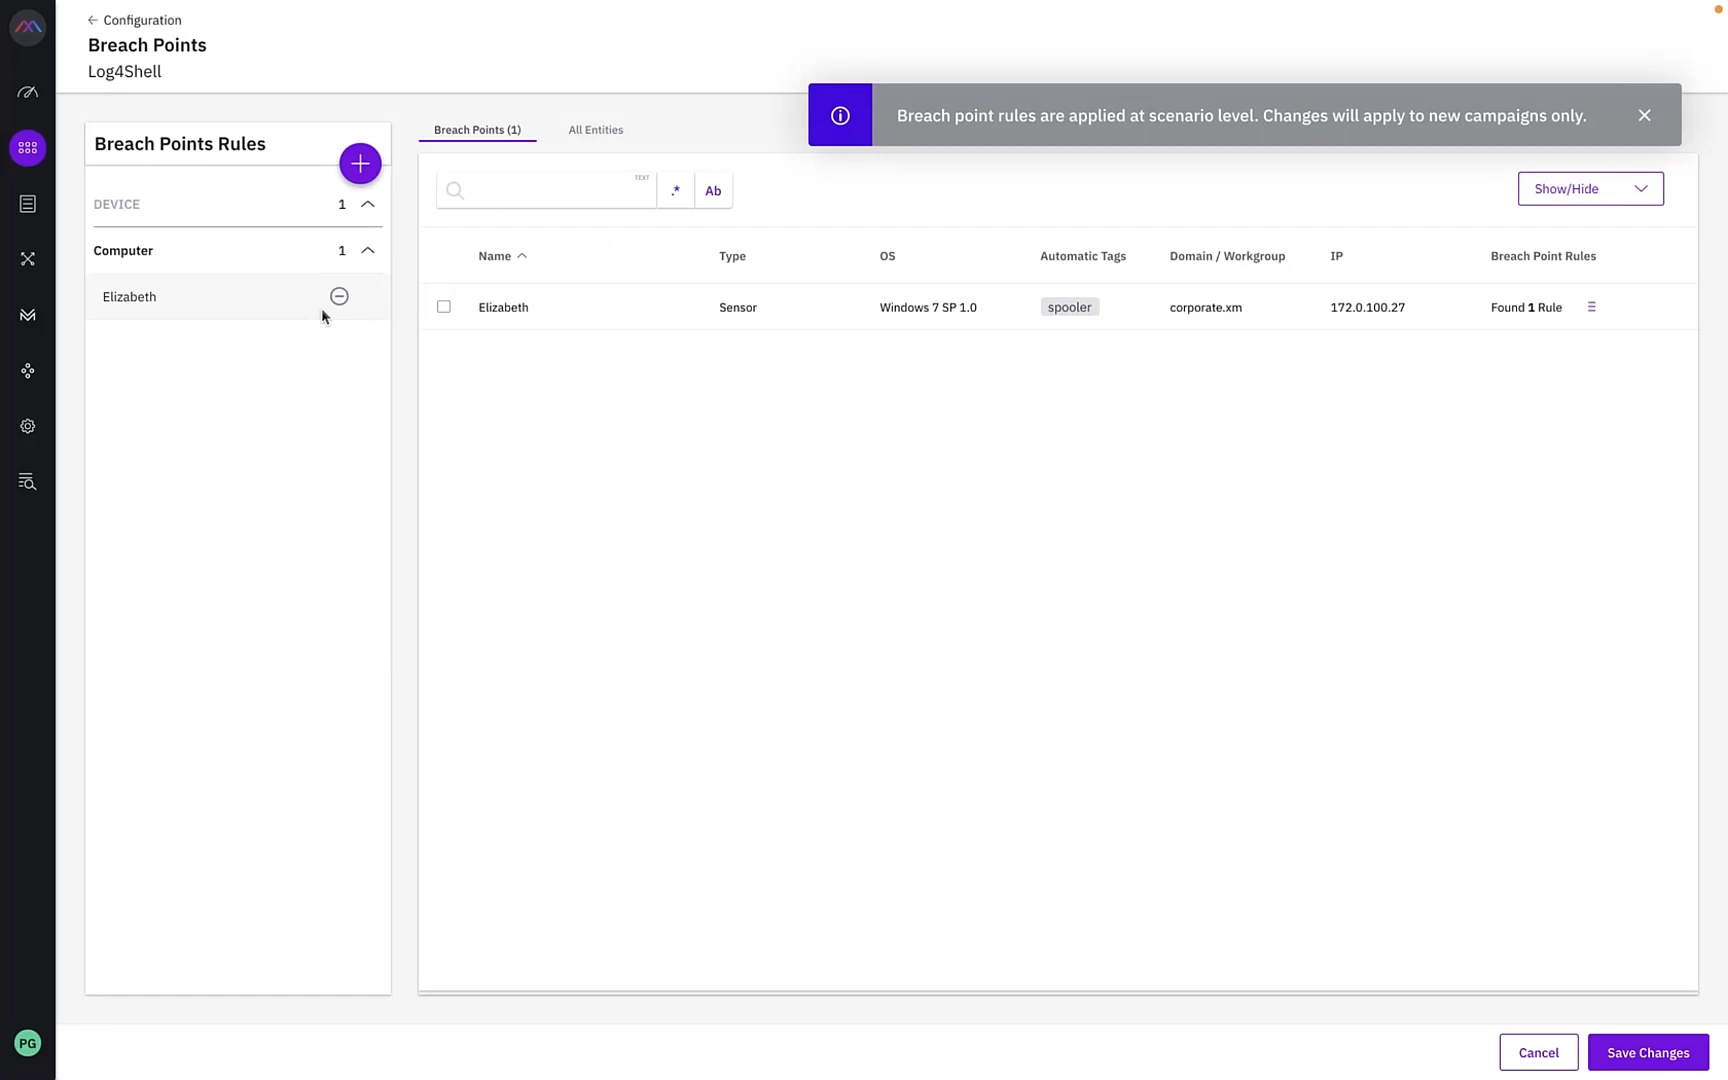 Configuration
Breach Points
Log4Shell
Breach point rules are applied at scenario level. Changes will apply to new campaigns only.
Breach Points Rules
DEVICE 1
Computer 1
Elizabeth
Breach Points (1) All Entities
TEXT
.* Ab
Show/Hide
Name Type OS Automatic Tags Domain / Workgroup IP Breach Point Rules
Elizabeth Sensor Windows 7 SP 1.0 spooler corporate.xm 172.0.100.27 Found 1 Rule
PG
Cancel Save Changes